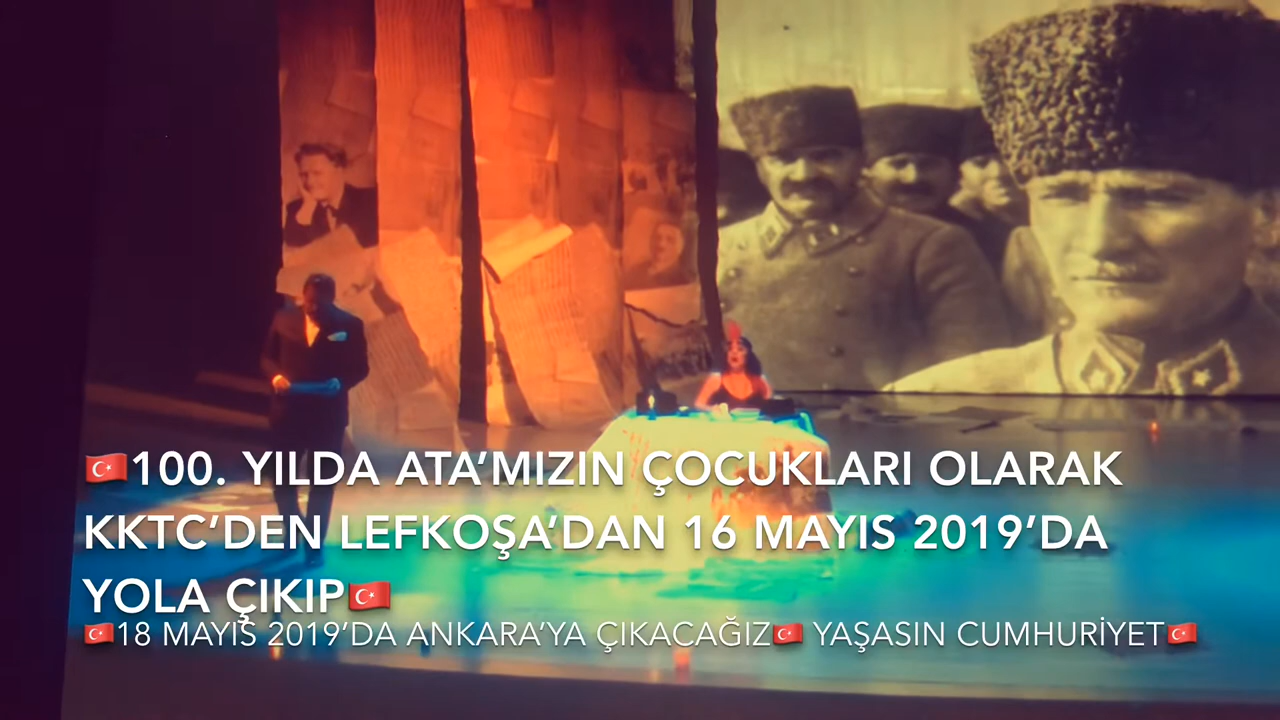 🇹🇷100. YILDA ATA’MIZIN ÇOCUKLARI OLARAK
KKTC’DEN LEFKOŞA’DAN 16 MAYIS 2019’DA
YOLA ÇIKIP🇹🇷
🇹🇷18 MAYIS 2019’DA ANKARA’YA ÇIKACAĞIZ🇹🇷 YAŞASIN CUMHURİYET🇹🇷